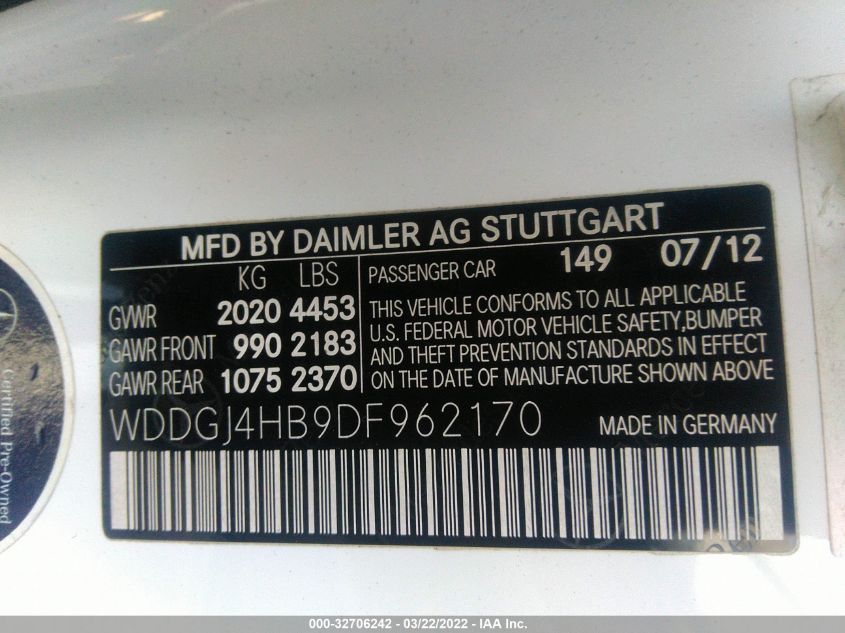 MFD BY DAIMLER AG STUTTGART
KG LBS
GVWR 2020 4453
GAWR FRONT 990 2183
GAWR REAR 1075 2370
PASSENGER CAR 149 07/12
THIS VEHICLE CONFORMS TO ALL APPLICABLE
U.S. FEDERAL MOTOR VEHICLE SAFETY,BUMPER
AND THEFT PREVENTION STANDARDS IN EFFECT
ON THE DATE OF MANUFACTURE SHOWN ABOVE
WDDGJ4HB9DF962170 MADE IN GERMANY
Certified Pre-Owned
000-32706242 - 03/22/2022 - IAA Inc.